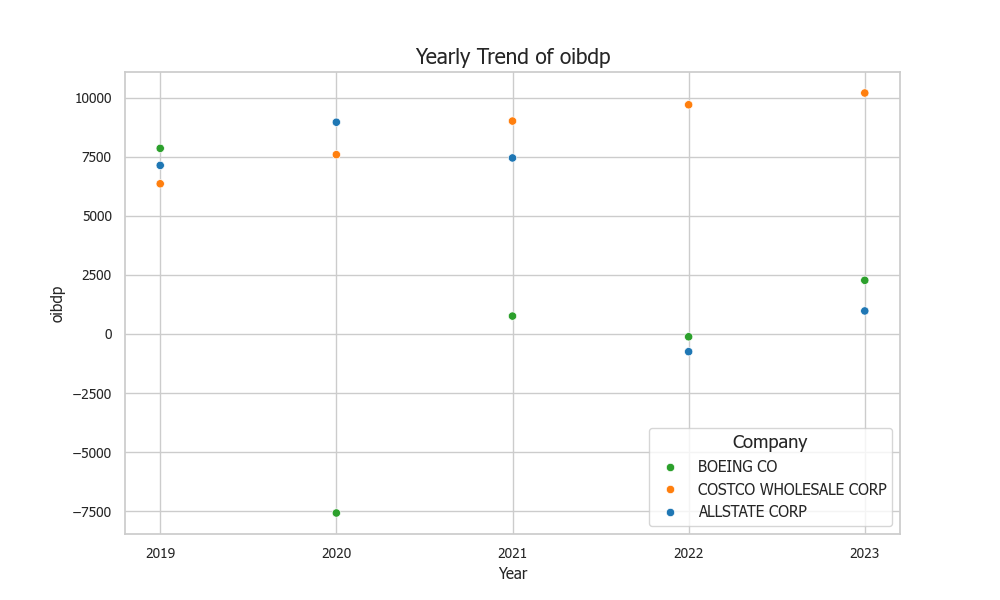 Yearly Trend of oibdp
10000
7500
5000
2500
0
−2500
−5000
−7500
oibdp
2019 2020 2021 2022 2023
Year
Company
BOEING CO
COSTCO WHOLESALE CORP
ALLSTATE CORP